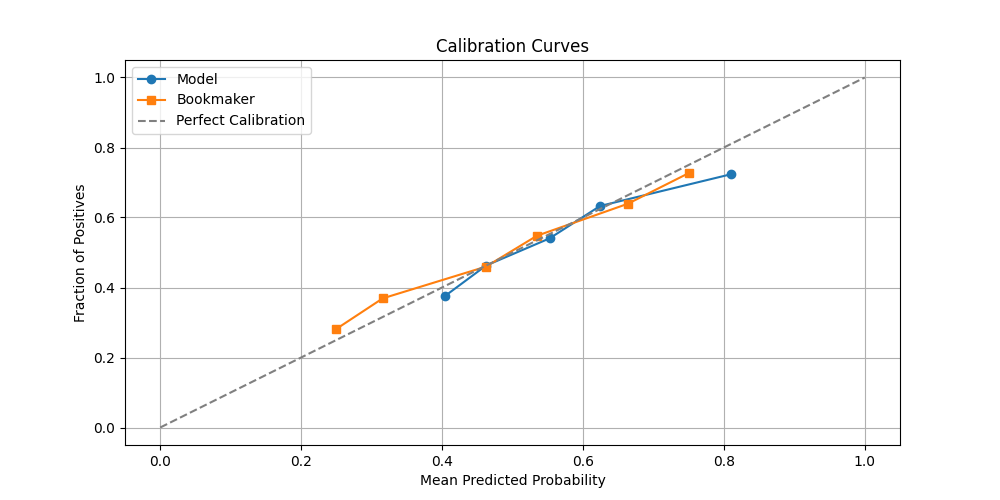 Calibration Curves
Model
Bookmaker
Perfect Calibration
Fraction of Positives
1.0
0.8
0.6
0.4
0.2
0.0
0.0 0.2 0.4 0.6 0.8 1.0
Mean Predicted Probability